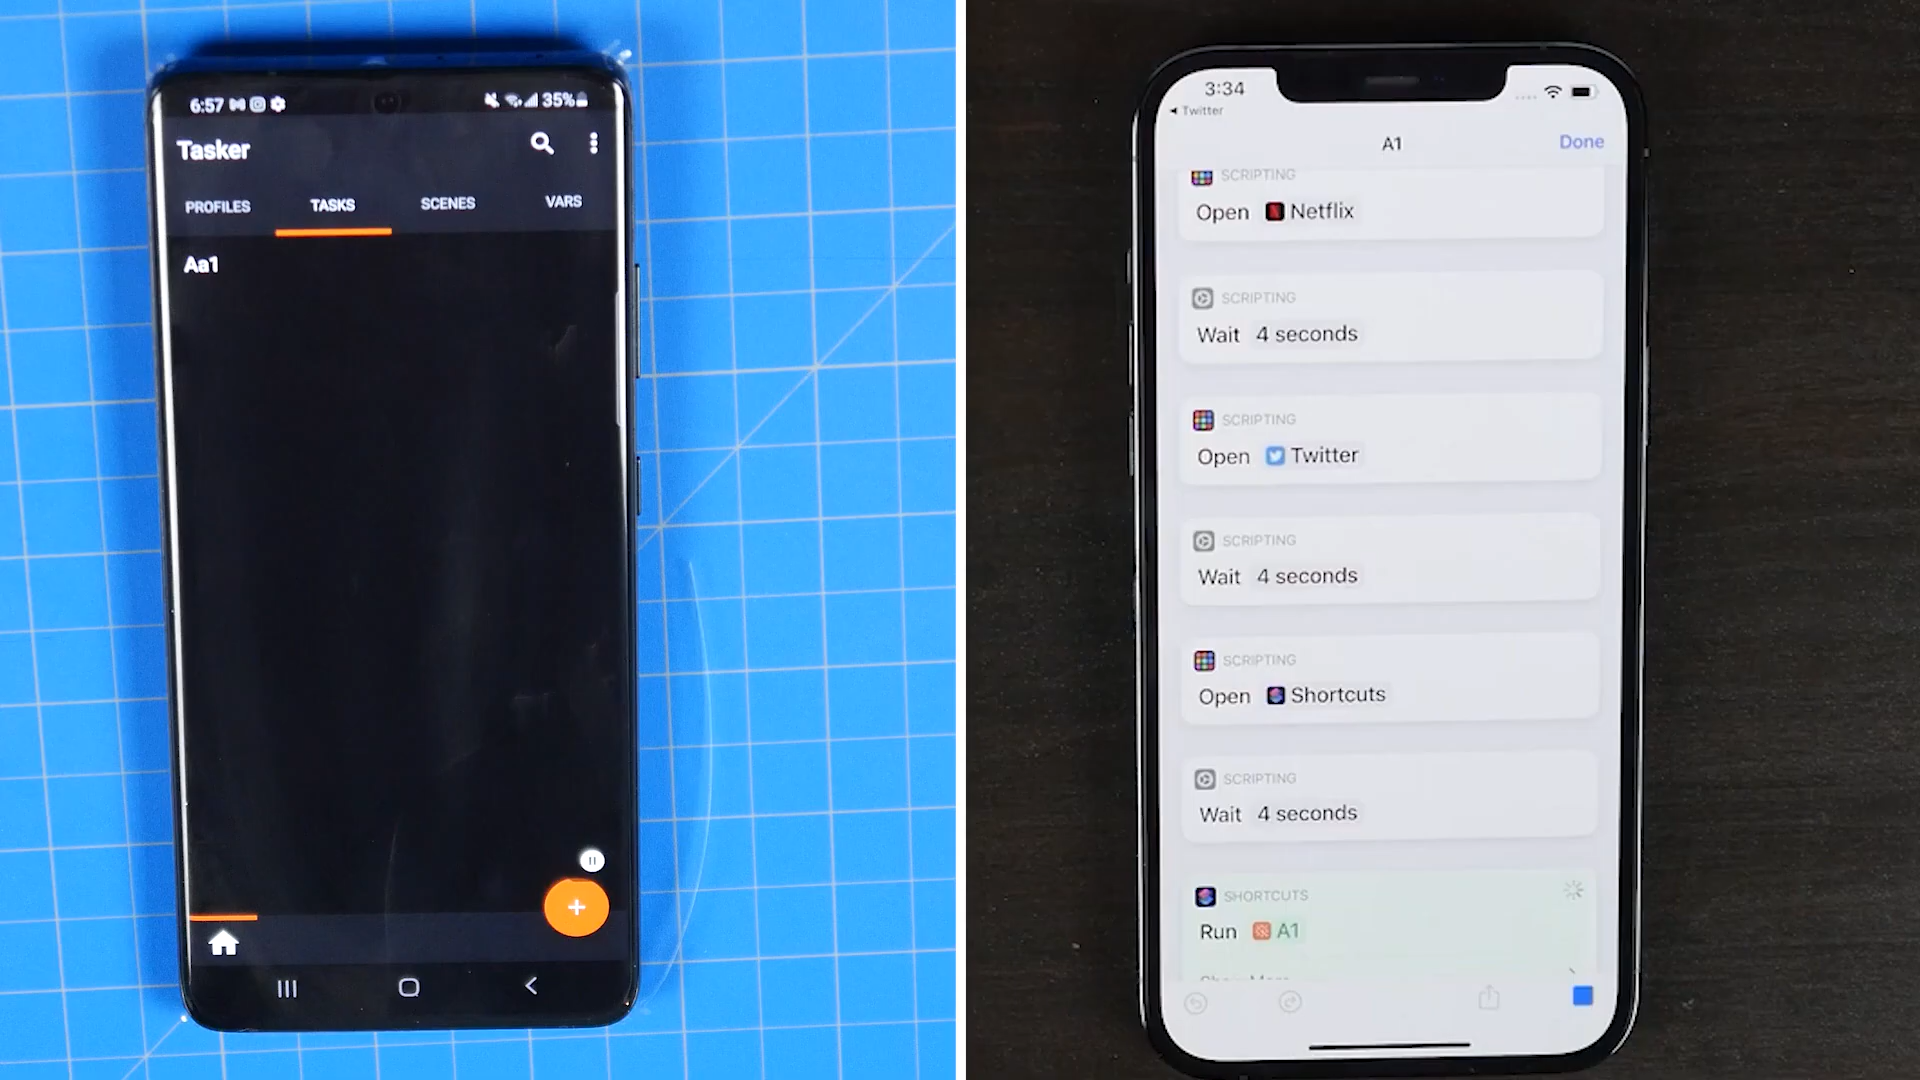 6:57
35%
Tasker
PROFILES TASKS SCENES VARS
Aa1
3:34
Twitter
A1
Done
SCRIPTING
Open Netflix
SCRIPTING
Wait 4 seconds
SCRIPTING
Open Twitter
SCRIPTING
Wait 4 seconds
SCRIPTING
Open Shortcuts
SCRIPTING
Wait 4 seconds
SHORTCUTS
Run A1
Show More